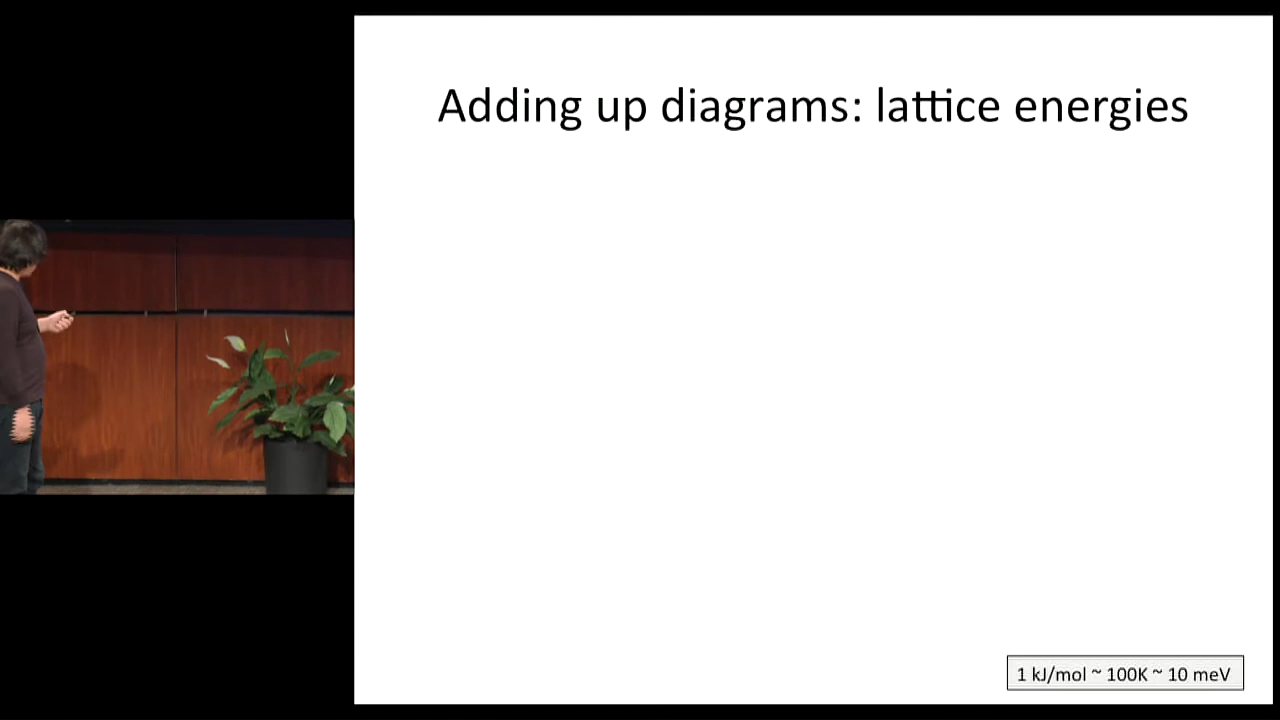 Adding up diagrams: lattice energies
1 kJ/mol ~ 100K ~ 10 meV